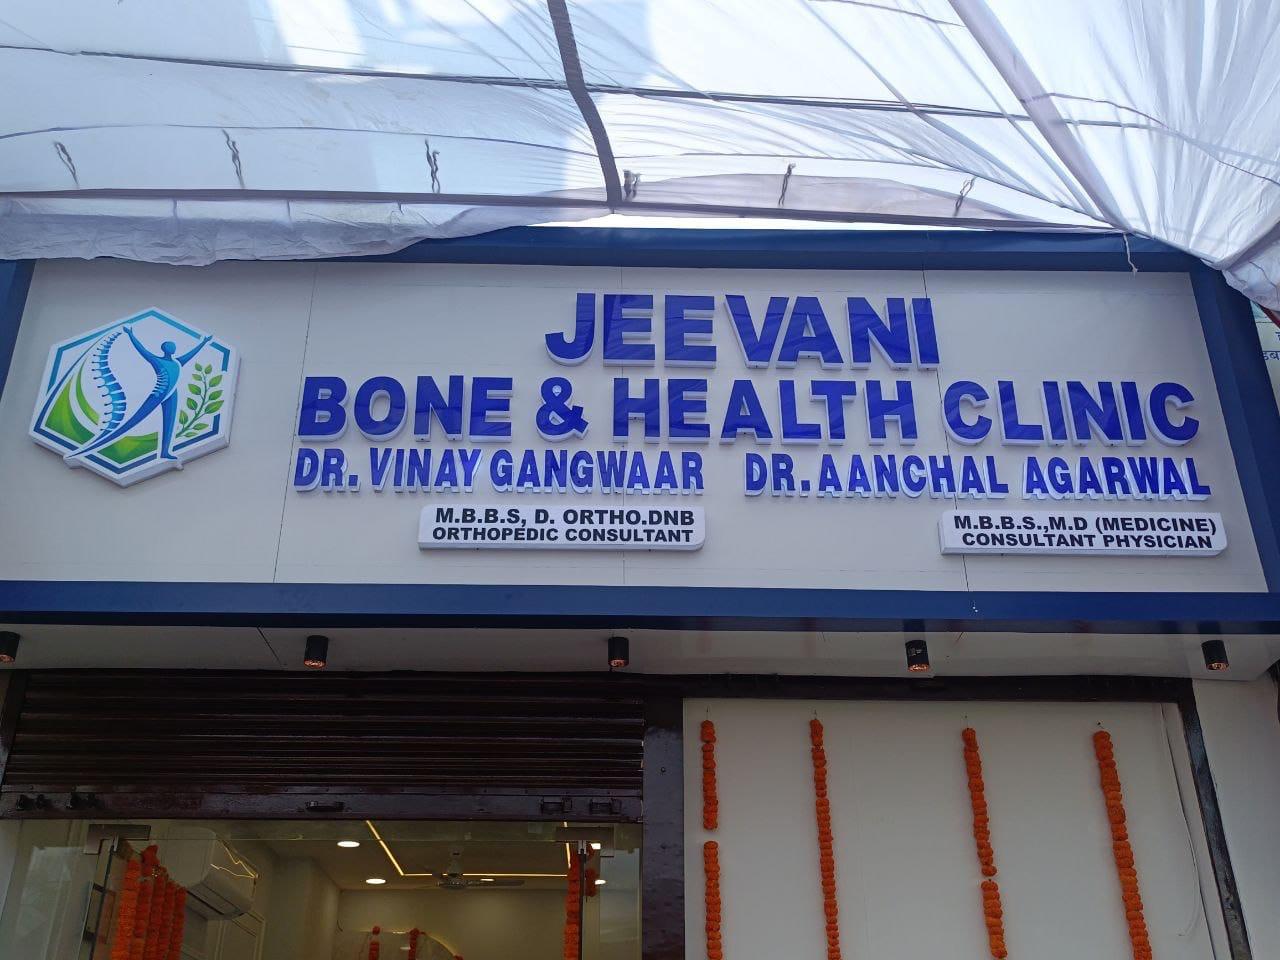 JEEVANI
BONE & HEALTH CLINIC
DR. VINAY GANGWAAR DR. AANCHAL AGARWAL
M.B.B.S, D. ORTHO.DNB
ORTHOPEDIC CONSULTANT
M.B.B.S.,M.D (MEDICINE)
CONSULTANT PHYSICIAN